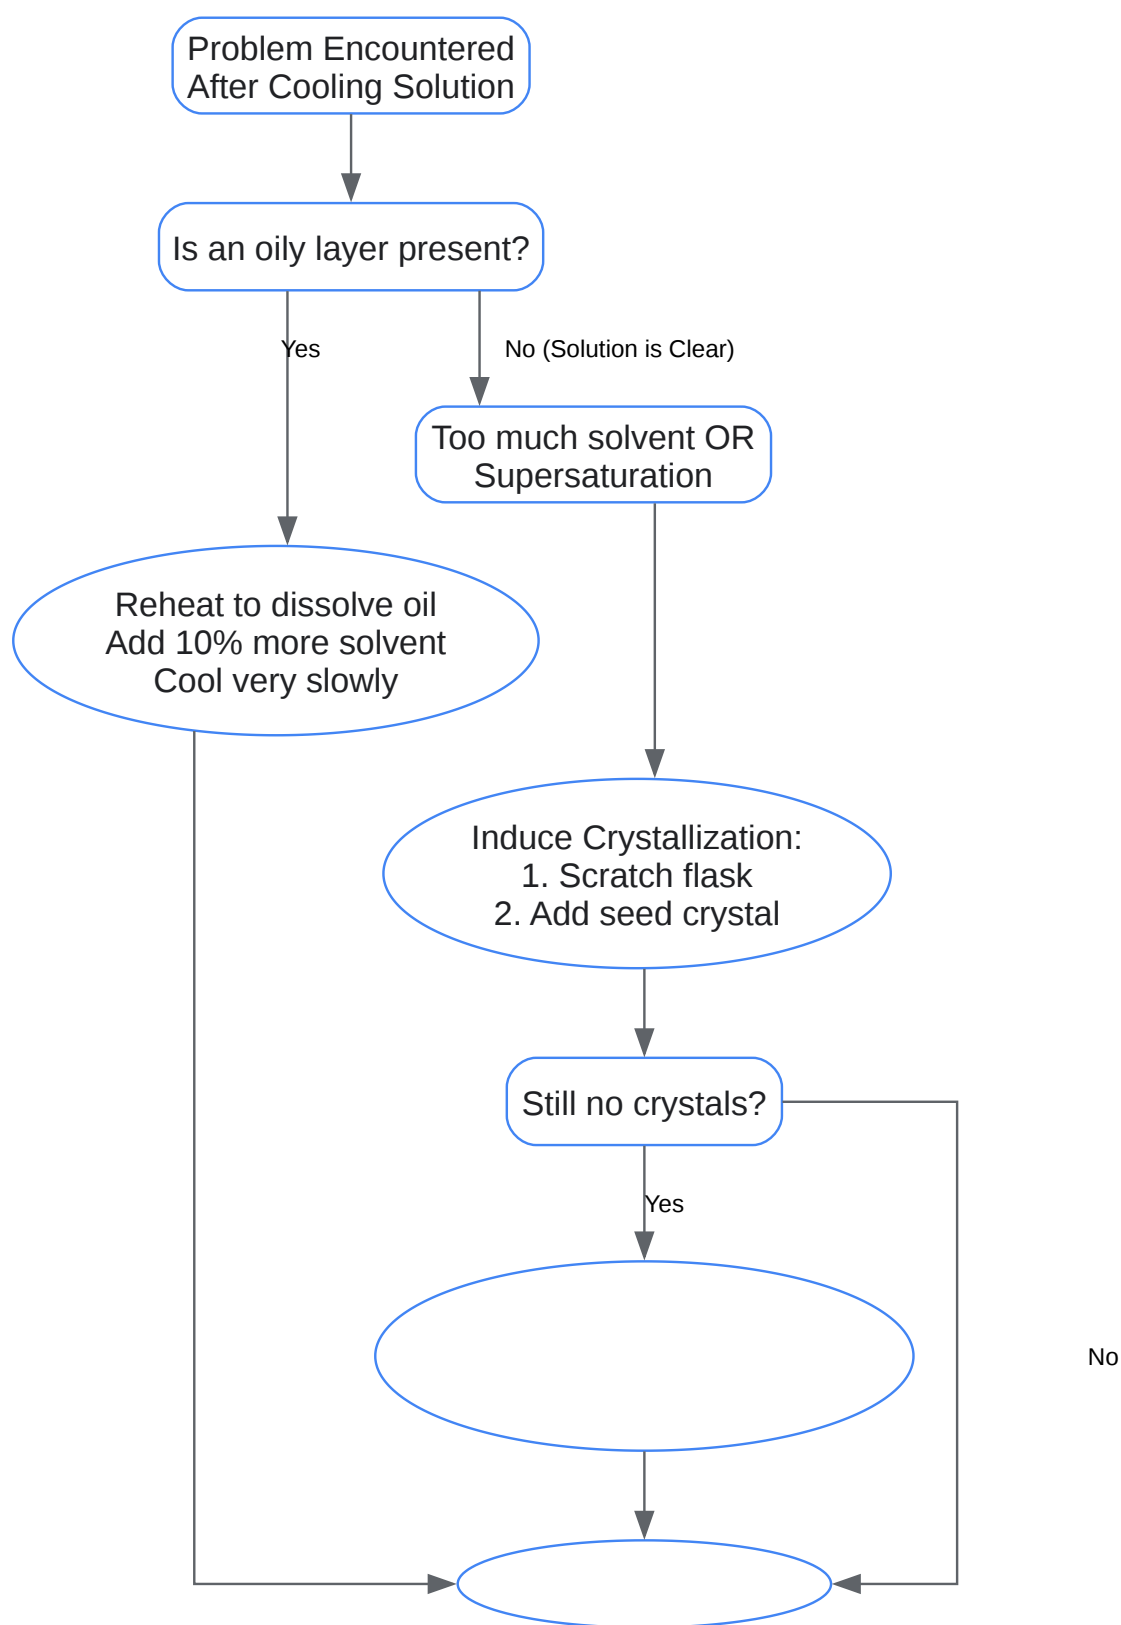 Problem Encountered
After Cooling Solution
Is an oily layer present?
Yes
No (Solution is Clear)
Too much solvent OR
Supersaturation
Reheat to dissolve oil
Add 10% more solvent
Cool very slowly
Induce Crystallization:
1. Scratch flask
2. Add seed crystal
Still no crystals?
Yes
No